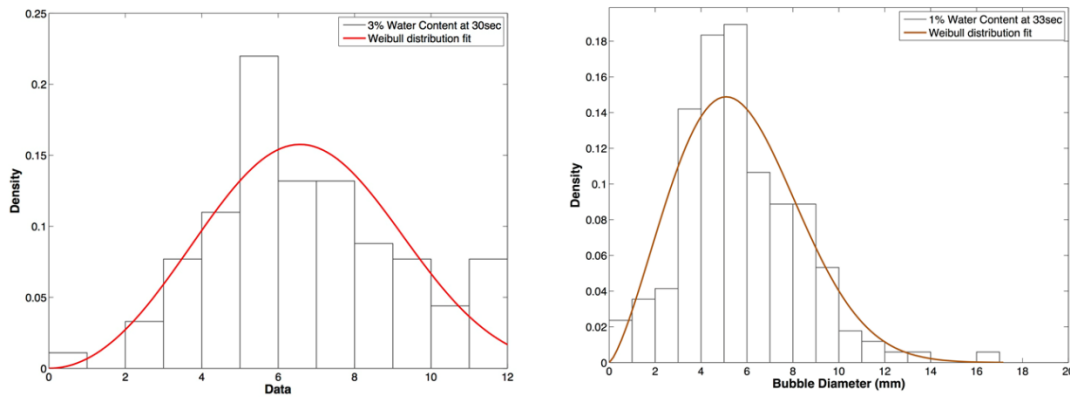 0.25
3% Water Content at 30sec
Weibull distribution fit
0.2
0.15
Density
0.1
0.05
0
0 2 4 6 8 10 12
Data
1% Water Content at 33sec
Weibull distribution fit
0.18
0.16
0.14
0.12
Density
0.1
0.08
0.06
0.04
0.02
0
0 2 4 6 8 10 12 14 16 18 20
Bubble Diameter (mm)